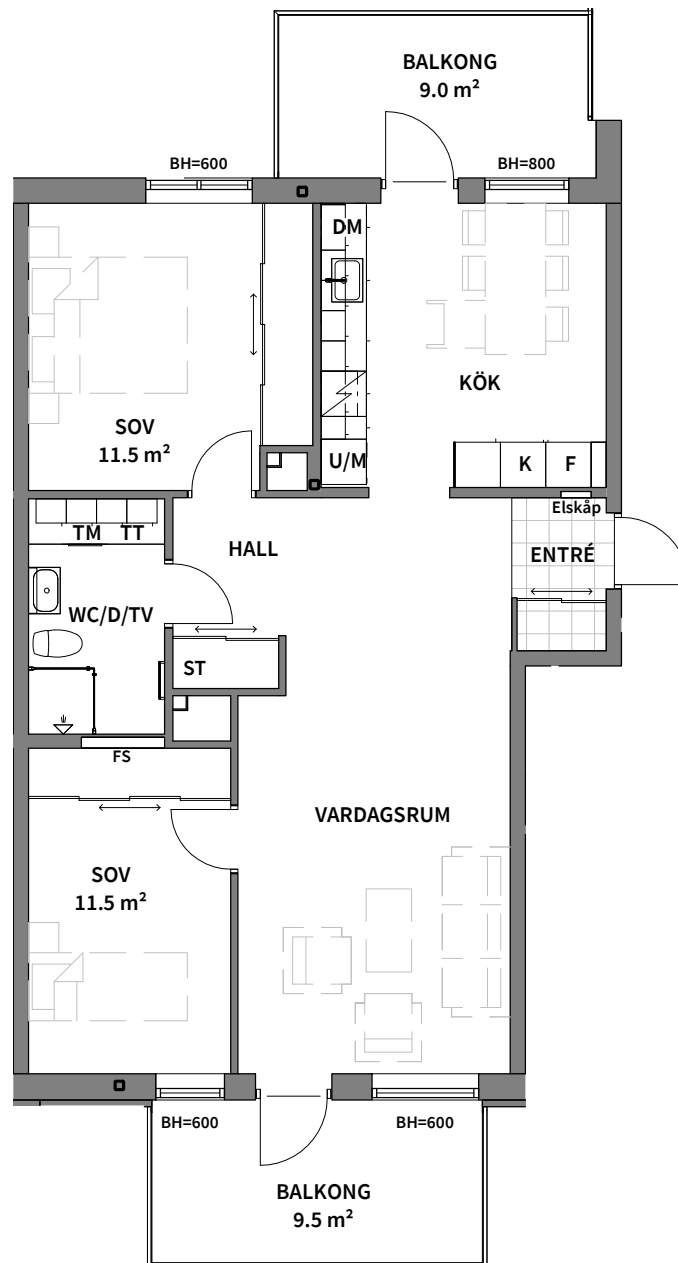 BALKONG
9.0 m²
BH=600
BH=800
DM
KÖK
SOV
11.5 m²
U/M
K
F
Elskåp
TM
TT
HALL
ENTRÉ
WC/D/TV
ST
FS
VARDAGSRUM
SOV
11.5 m²
BH=600
BH=600
BALKONG
9.5 m²